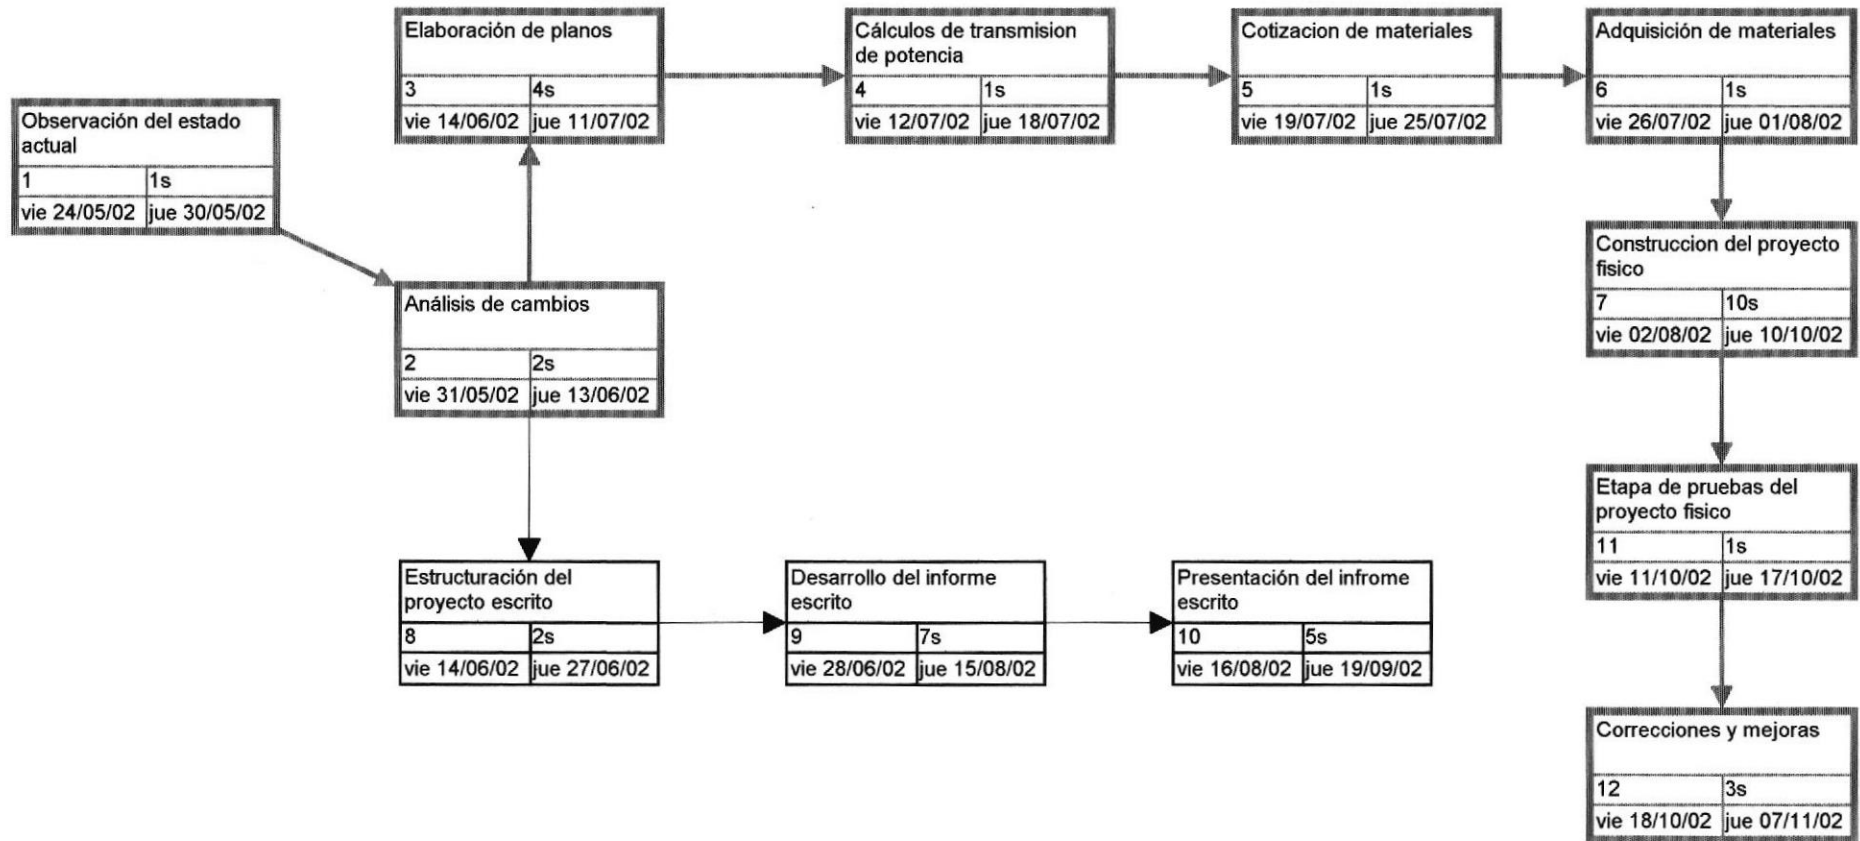 Observación del estado
actual
1 1s
vie 24/05/02 jue 30/05/02
Análisis de cambios
2 2s
vie 31/05/02 jue 13/06/02
Elaboración de planos
3 4s
vie 14/06/02 jue 11/07/02
Cálculos de transmision
de potencia
4 1s
vie 12/07/02 jue 18/07/02
Cotizacion de materiales
5 1s
vie 19/07/02 jue 25/07/02
Adquisición de materiales
6 1s
vie 26/07/02 jue 01/08/02
Construccion del proyecto
fisico
7 10s
vie 02/08/02 jue 10/10/02
Estructuración del
proyecto escrito
8 2s
vie 14/06/02 jue 27/06/02
Desarrollo del informe
escrito
9 7s
vie 28/06/02 jue 15/08/02
Presentación del infrome
escrito
10 5s
vie 16/08/02 jue 19/09/02
Etapa de pruebas del
proyecto fisico
11 1s
vie 11/10/02 jue 17/10/02
Correcciones y mejoras
12 3s
vie 18/10/02 jue 07/11/02